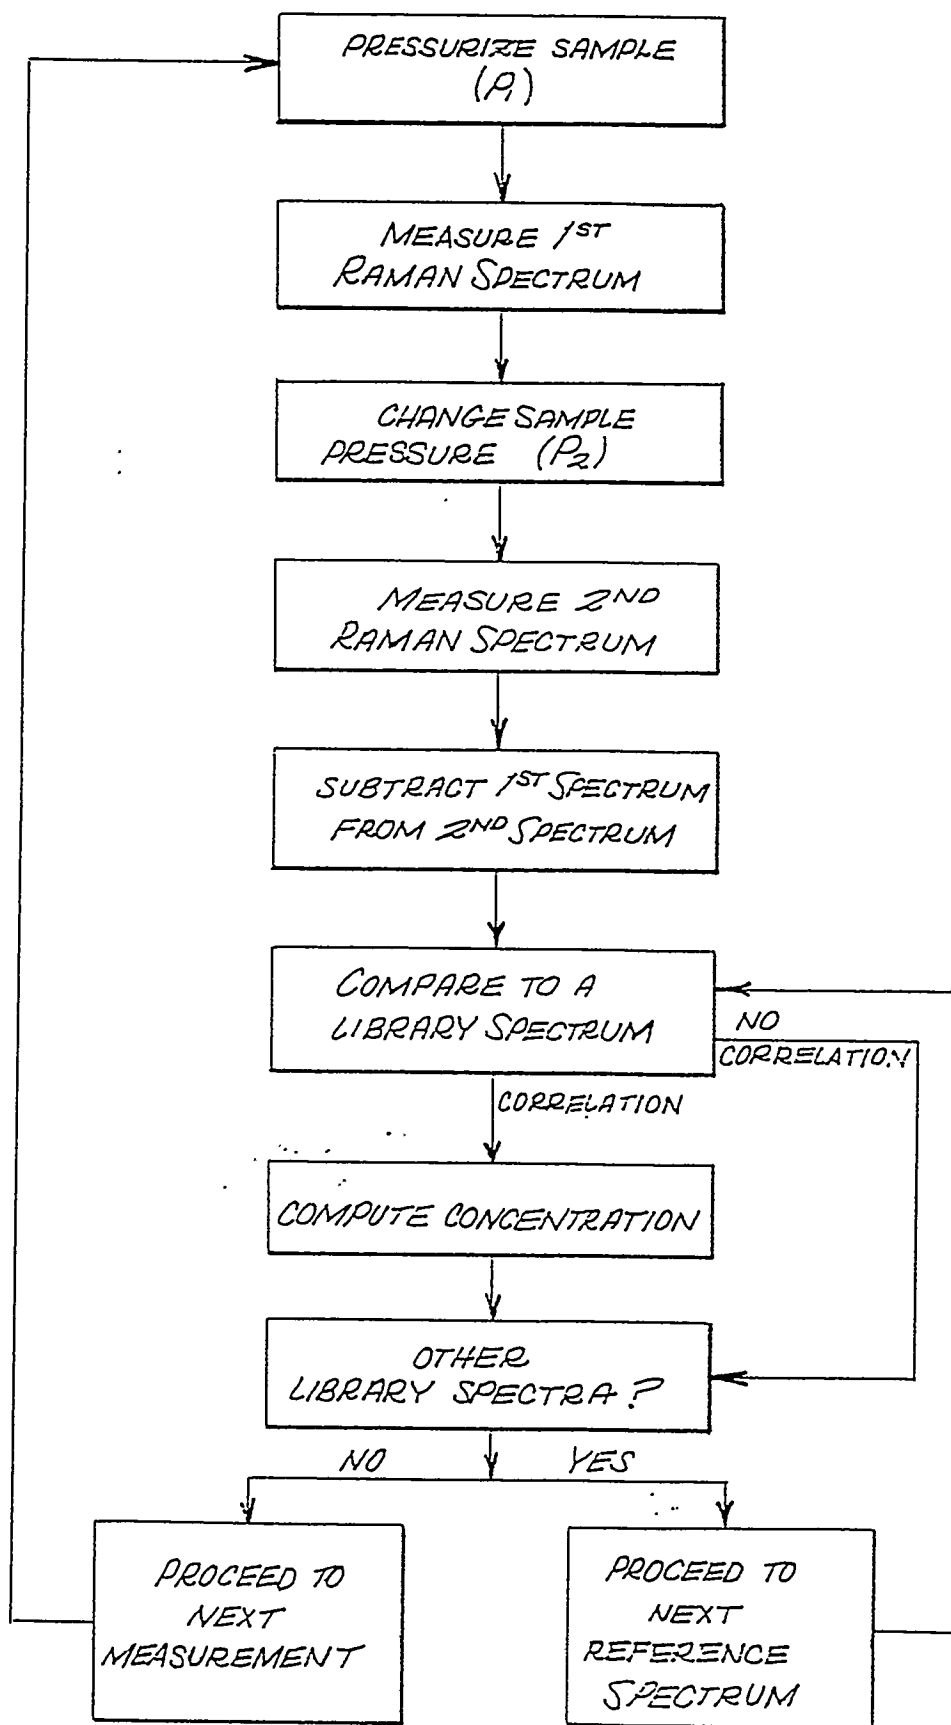 PRESSURIZE SAMPLE
(P₁)
MEASURE 1ST
RAMAN SPECTRUM
CHANGE SAMPLE
PRESSURE (P₂)
MEASURE 2ND
RAMAN SPECTRUM
SUBTRACT 1ST SPECTRUM
FROM 2ND SPECTRUM
COMPARE TO A
LIBRARY SPECTRUM
NO
CORRELATION
CORRELATION
COMPUTE CONCENTRATION
OTHER
LIBRARY SPECTRA?
NO
YES
PROCEED TO
NEXT
MEASUREMENT
PROCEED TO
NEXT
REFERENCE
SPECTRUM